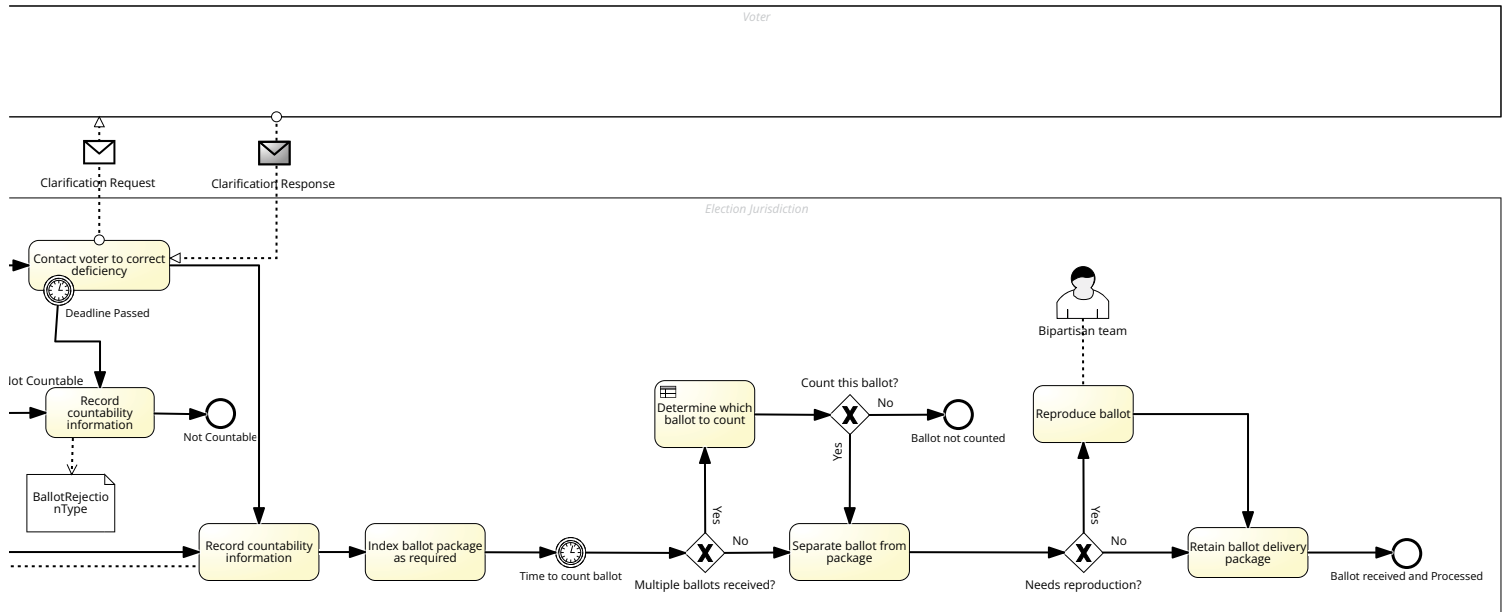 Voter
Clarification Request
Clarification Response
Election Jurisdiction
Contact voter to correct
deficiency
Deadline Passed
Bipartisan team
Not Countable
Record
countability
information
Not Countable
Determine which
ballot to count
Count this ballot?
No
Ballot not counted
Yes
Reproduce ballot
BallotRejectio
nType
Record countability
information
Index ballot package
as required
Time to count ballot
Yes
No
Multiple ballots received?
Separate ballot from
package
Yes
No
Needs reproduction?
Retain ballot delivery
package
Ballot received and Processed